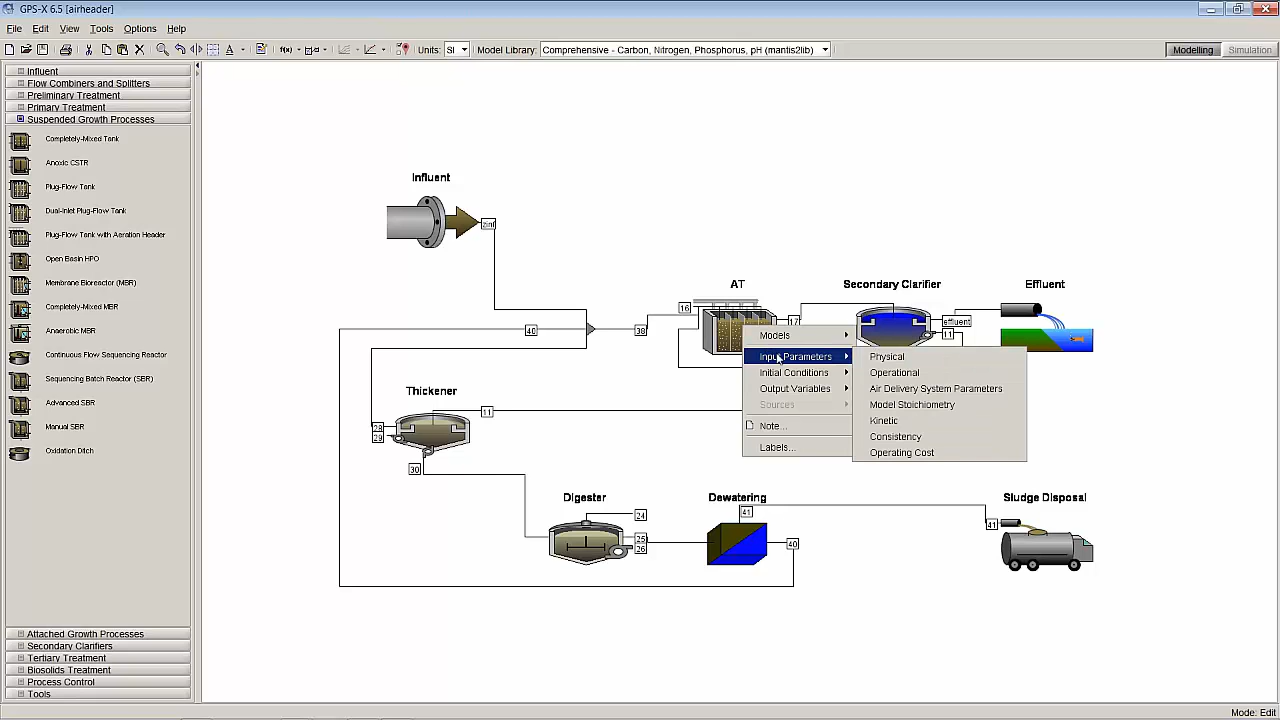 GPS-X 6.5 [airheader]
File Edit View Tools Options Help
Units: SI Model Library: Comprehensive - Carbon, Nitrogen, Phosphorus, pH (mantis2lib) Modelling Simulation
Influent
Flow Combiners and Splitters
Preliminary Treatment
Primary Treatment
Suspended Growth Processes
Completely-Mixed Tank
Anoxic CSTR
Plug-Flow Tank
Dual-Inlet Plug-Flow Tank
Plug-Flow Tank with Aeration Header
Open Basin HPO
Membrane Bioreactor (MBR)
Completely-Mixed MBR
Anaerobic MBR
Continuous Flow Sequencing Reactor
Sequencing Batch Reactor (SBR)
Advanced SBR
Manual SBR
Oxidation Ditch
Attached Growth Processes
Secondary Clarifiers
Tertiary Treatment
Biosolids Treatment
Process Control
Tools
Influent
AT
Secondary Clarifier
Effluent
16
17
effluent
11
40
38
Models
Input Parameters
Initial Conditions
Output Variables
Sources
Note...
Labels...
Physical
Operational
Air Delivery System Parameters
Model Stoichiometry
Kinetic
Consistency
Operating Cost
Thickener
11
28
29
30
Digester
24
25
26
Dewatering
41
40
Sludge Disposal
41
Mode: Edit